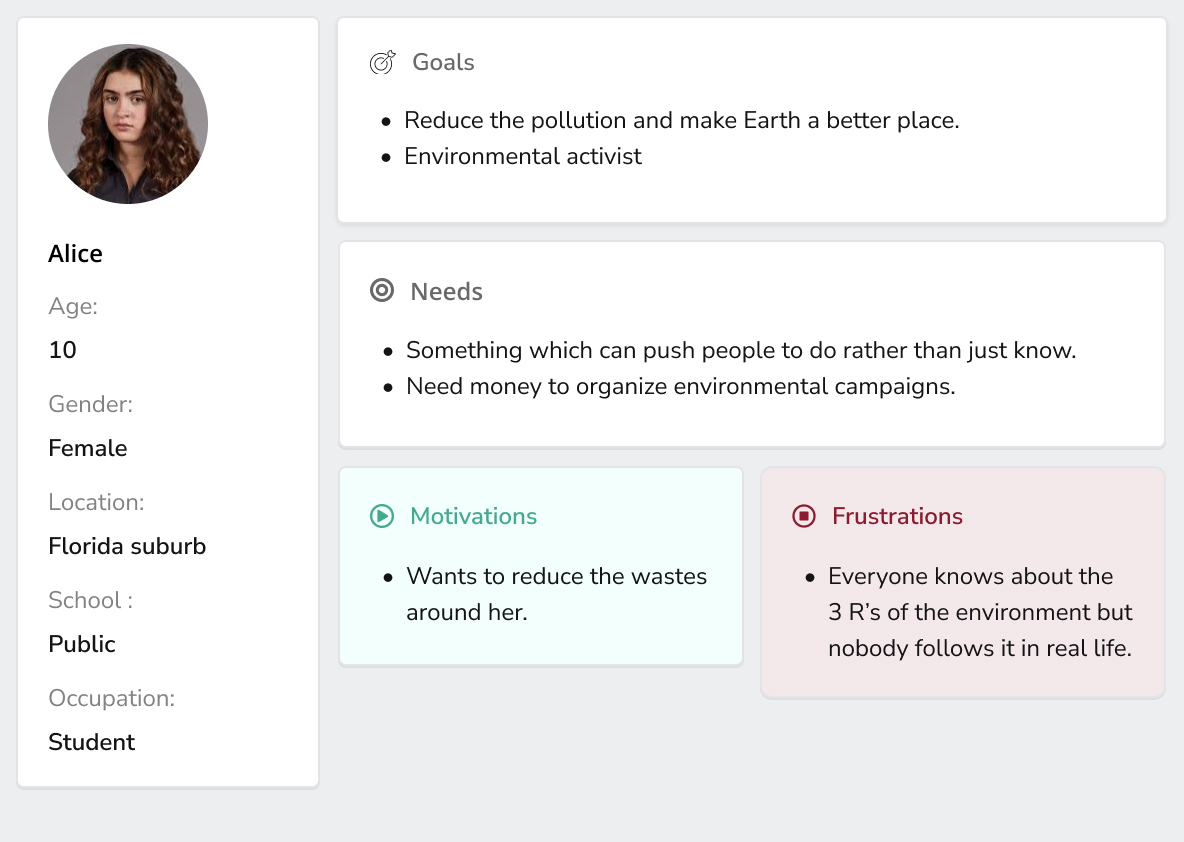 Alice
Age:
10
Gender:
Female
Location:
Florida suburb
School :
Public
Occupation:
Student
Goals
• Reduce the pollution and make Earth a better place.
• Environmental activist
Needs
• Something which can push people to do rather than just know.
• Need money to organize environmental campaigns.
Motivations
• Wants to reduce the wastes
around her.
Frustrations
• Everyone knows about the
3 R’s of the environment but
nobody follows it in real life.